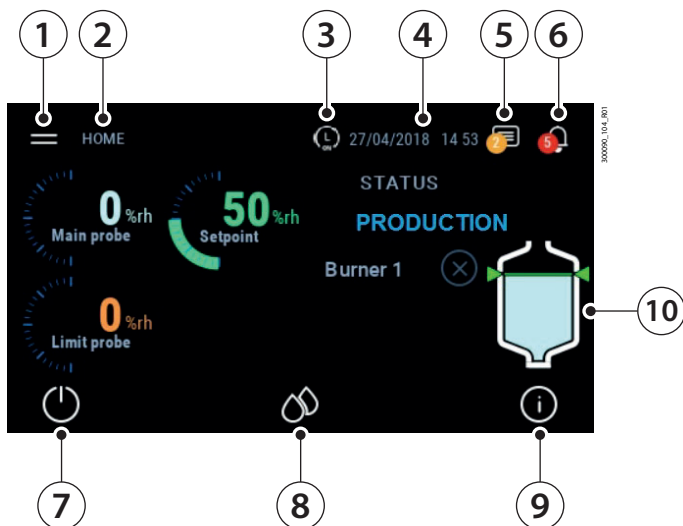 1 2 3 4 5 6
HOME L ON 27/04/2018 14 53 2 5
300090_104_R01
STATUS
0 %rh 50 %rh
Main probe Setpoint
PRODUCTION
Burner 1
10
0 %rh
Limit probe
i
7 8 9